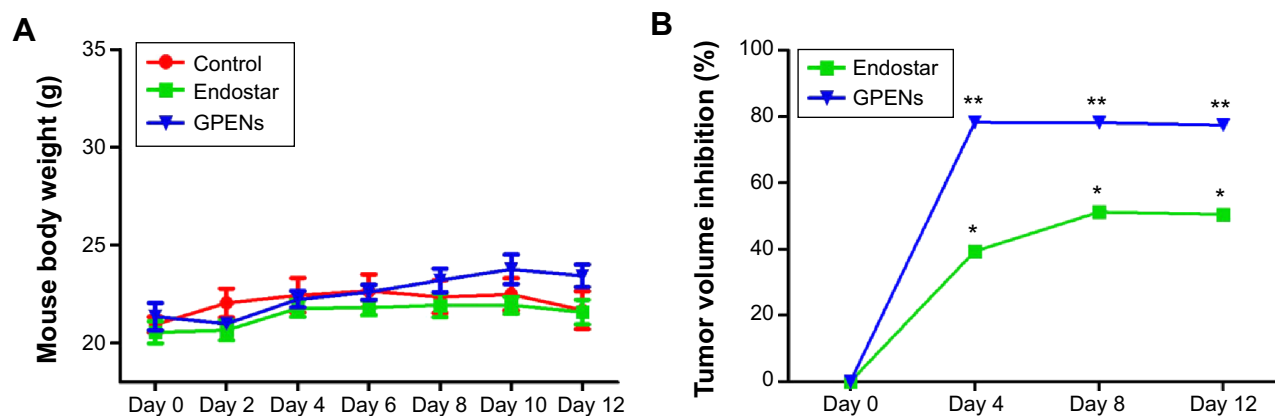 A
Mouse body weight (g)
35
30
25
20
Control
Endostar
GPENs
Day 0 Day 2 Day 4 Day 6 Day 8 Day 10 Day 12
B
Tumor volume inhibition (%)
100
80
60
40
20
0
Endostar
GPENs
** ** **
* * *
Day 0 Day 4 Day 8 Day 12